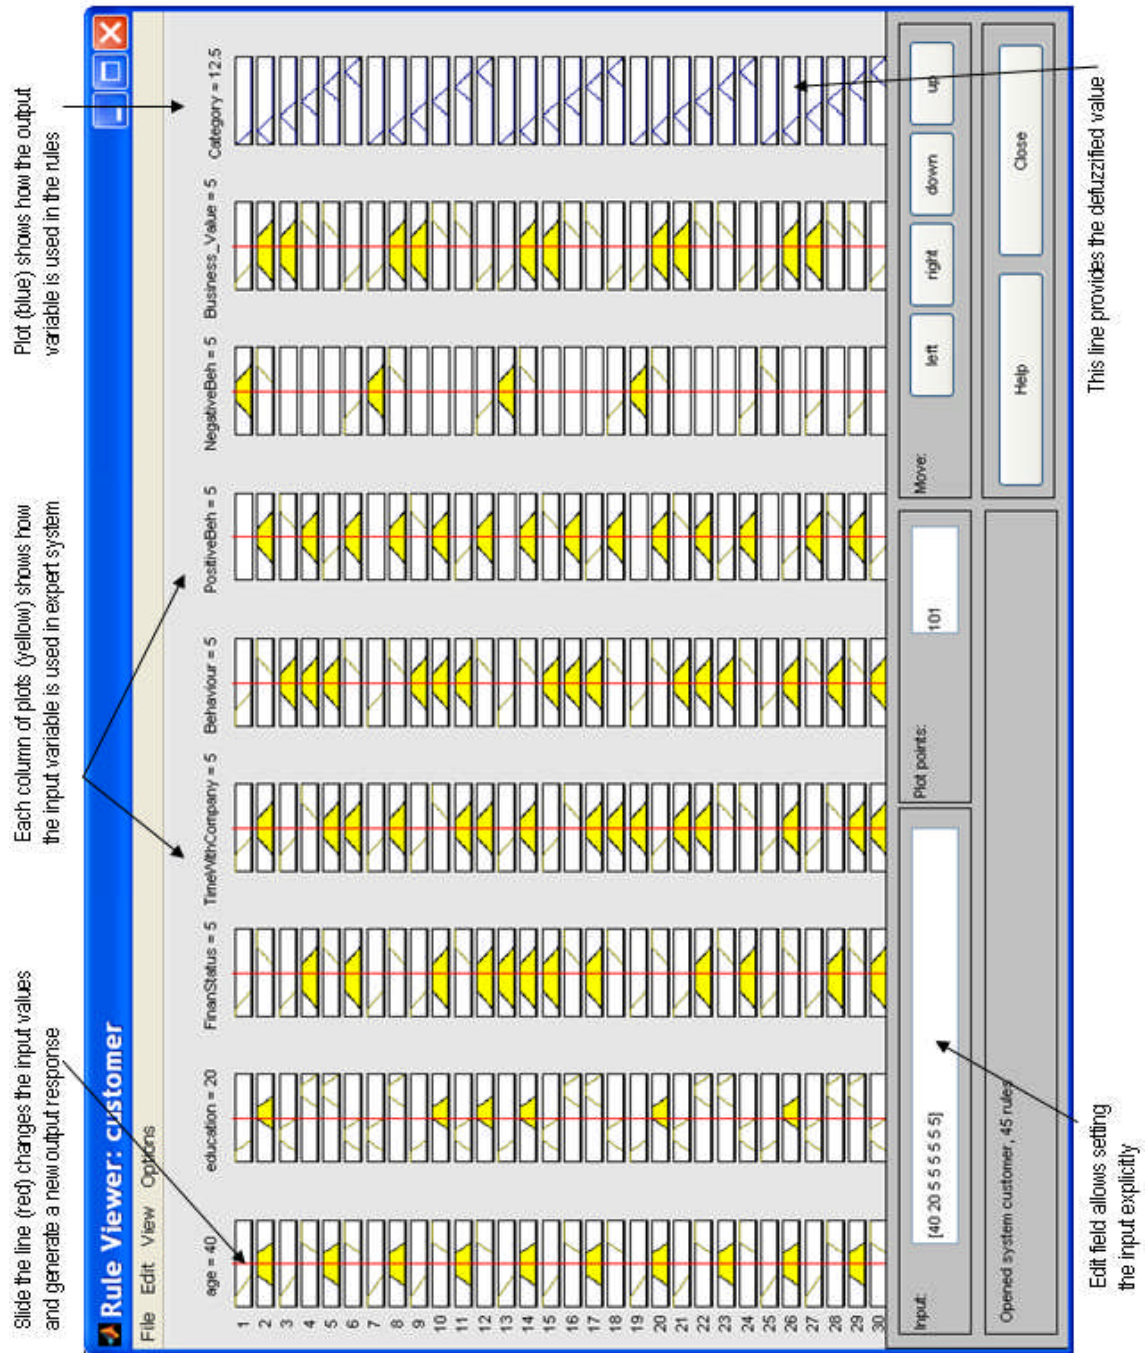 Slide the line (red) changes the input values
and generate a new output response
Each column of plots (yellow) shows how
the input variable is used in expert system
Plot (blue) shows how the output
variable is used in the rules
Rule Viewer: customer
File Edit View Options
age = 40
education = 20
FinanStatus = 5
TimeWithCompany = 5
Behaviour = 5
PositiveBeh = 5
NegativeBeh = 5
Business_Value = 5
Category = 12.5
1
2
3
4
5
6
7
8
9
10
11
12
13
14
15
16
17
18
19
20
21
22
23
24
25
26
27
28
29
30
Input:
[40 20 5 5 5 5 5 5]
Plot points:
101
Move:
left
right
down
up
Opened system customer, 45 rules
Help
Close
Edit field allows setting
the input explicitly
This line provides the defuzzified value